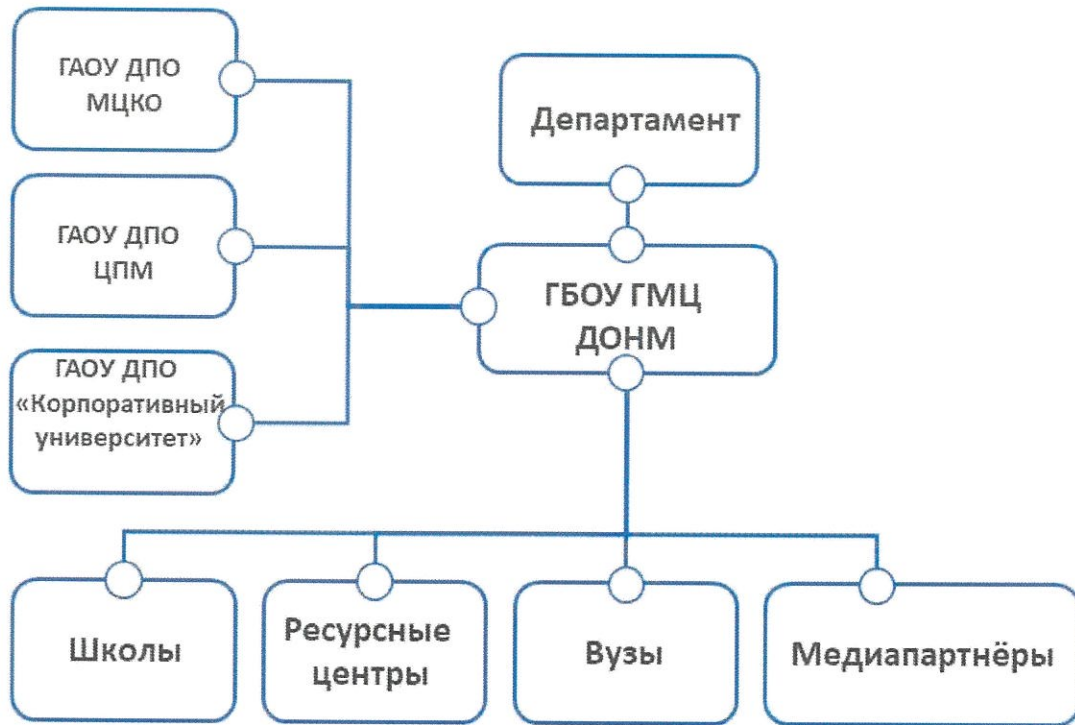 ГАОУ ДПО
МЦКО
Департамент
ГАОУ ДПО
ЦПМ
ГБОУ ГМЦ
ДОНМ
ГАОУ ДПО
«Корпоративный
университет»
Школы
Ресурсные
центры
Вузы
Медиапартнёры